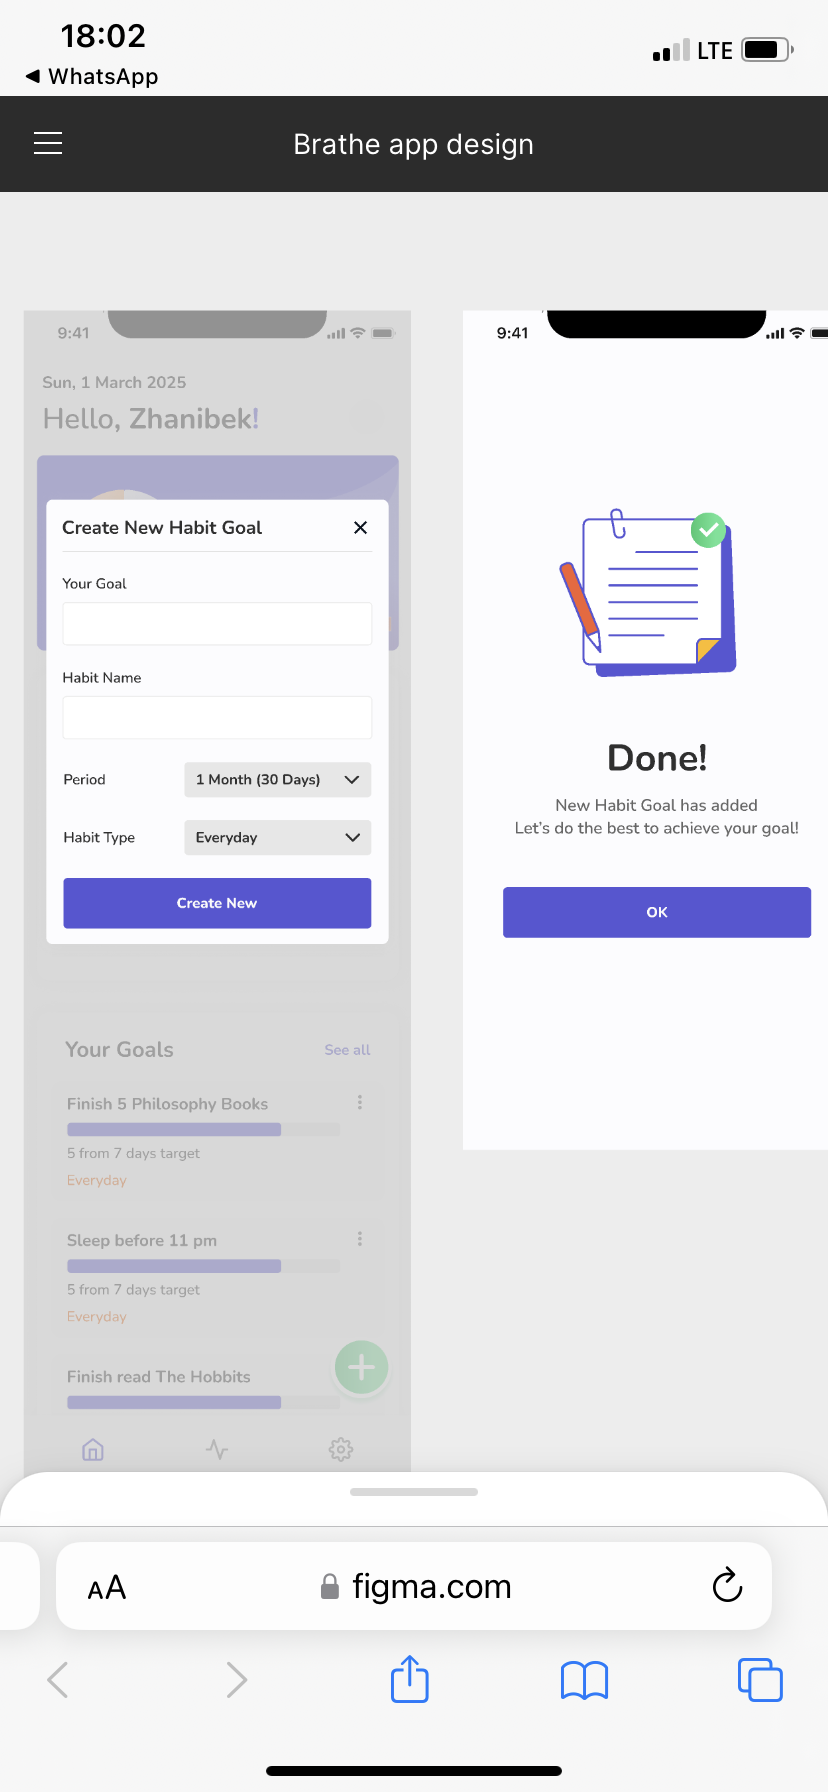 18:02
LTE
◀ WhatsApp
Brathe app design
9:41
Sun, 1 March 2025
Hello, Zhanibek!
Create New Habit Goal
Your Goal
Habit Name
Period
1 Month (30 Days)
Habit Type
Everyday
Create New
Your Goals
See all
Finish 5 Philosophy Books
5 from 7 days target
Everyday
Sleep before 11 pm
5 from 7 days target
Everyday
Finish read The Hobbits
9:41
Done!
New Habit Goal has added
Let's do the best to achieve your goal!
OK
AA
figma.com